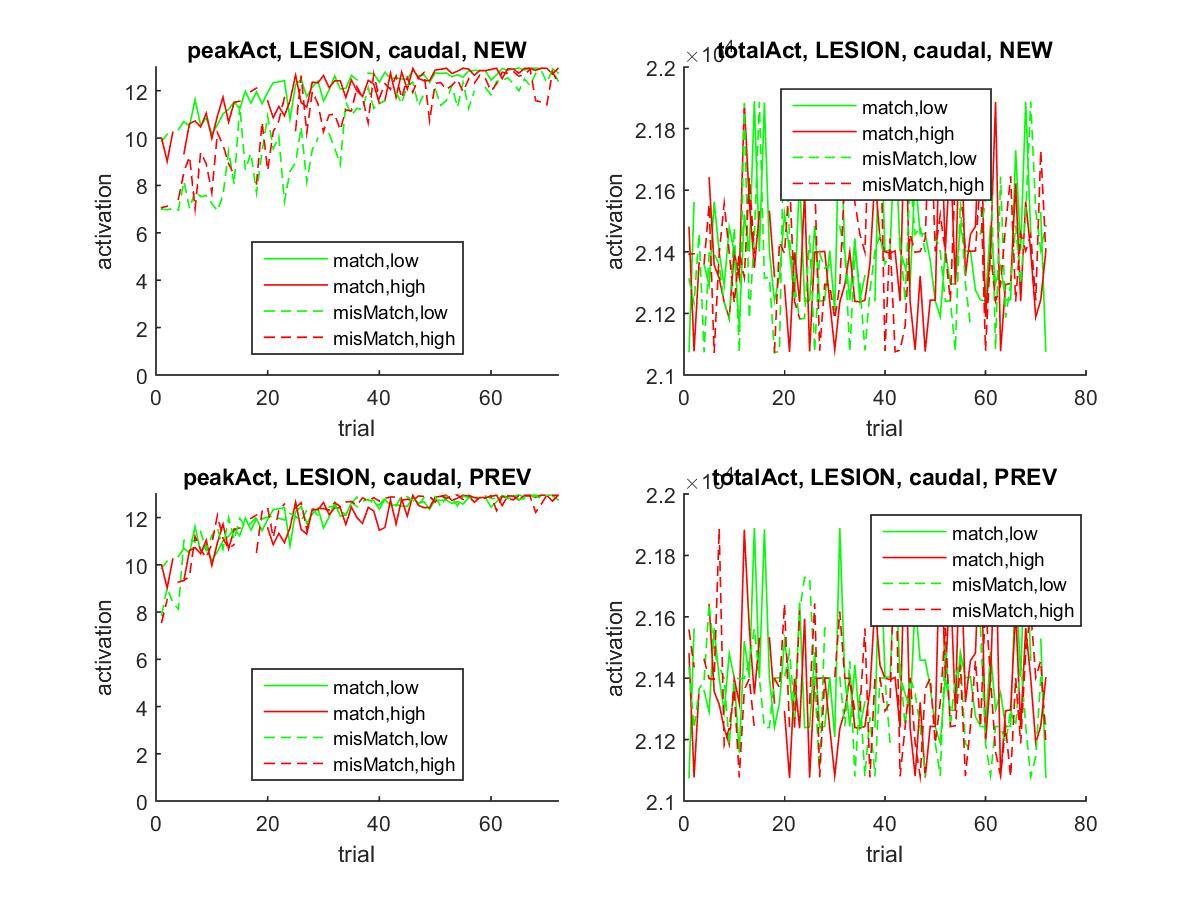 peakAct, LESION, caudal, NEW
12
10
8
6
4
2
0
activation
match,low
match,high
misMatch,low
misMatch,high
0 20 40 60
trial
×10⁴
totalAct, LESION, caudal, NEW
2.2
2.18
2.16
2.14
2.12
2.1
activation
match,low
match,high
misMatch,low
misMatch,high
0 20 40 60 80
trial
peakAct, LESION, caudal, PREV
12
10
8
6
4
2
0
activation
match,low
match,high
misMatch,low
misMatch,high
0 20 40 60
trial
×10⁴
totalAct, LESION, caudal, PREV
2.2
2.18
2.16
2.14
2.12
2.1
activation
match,low
match,high
misMatch,low
misMatch,high
0 20 40 60 80
trial